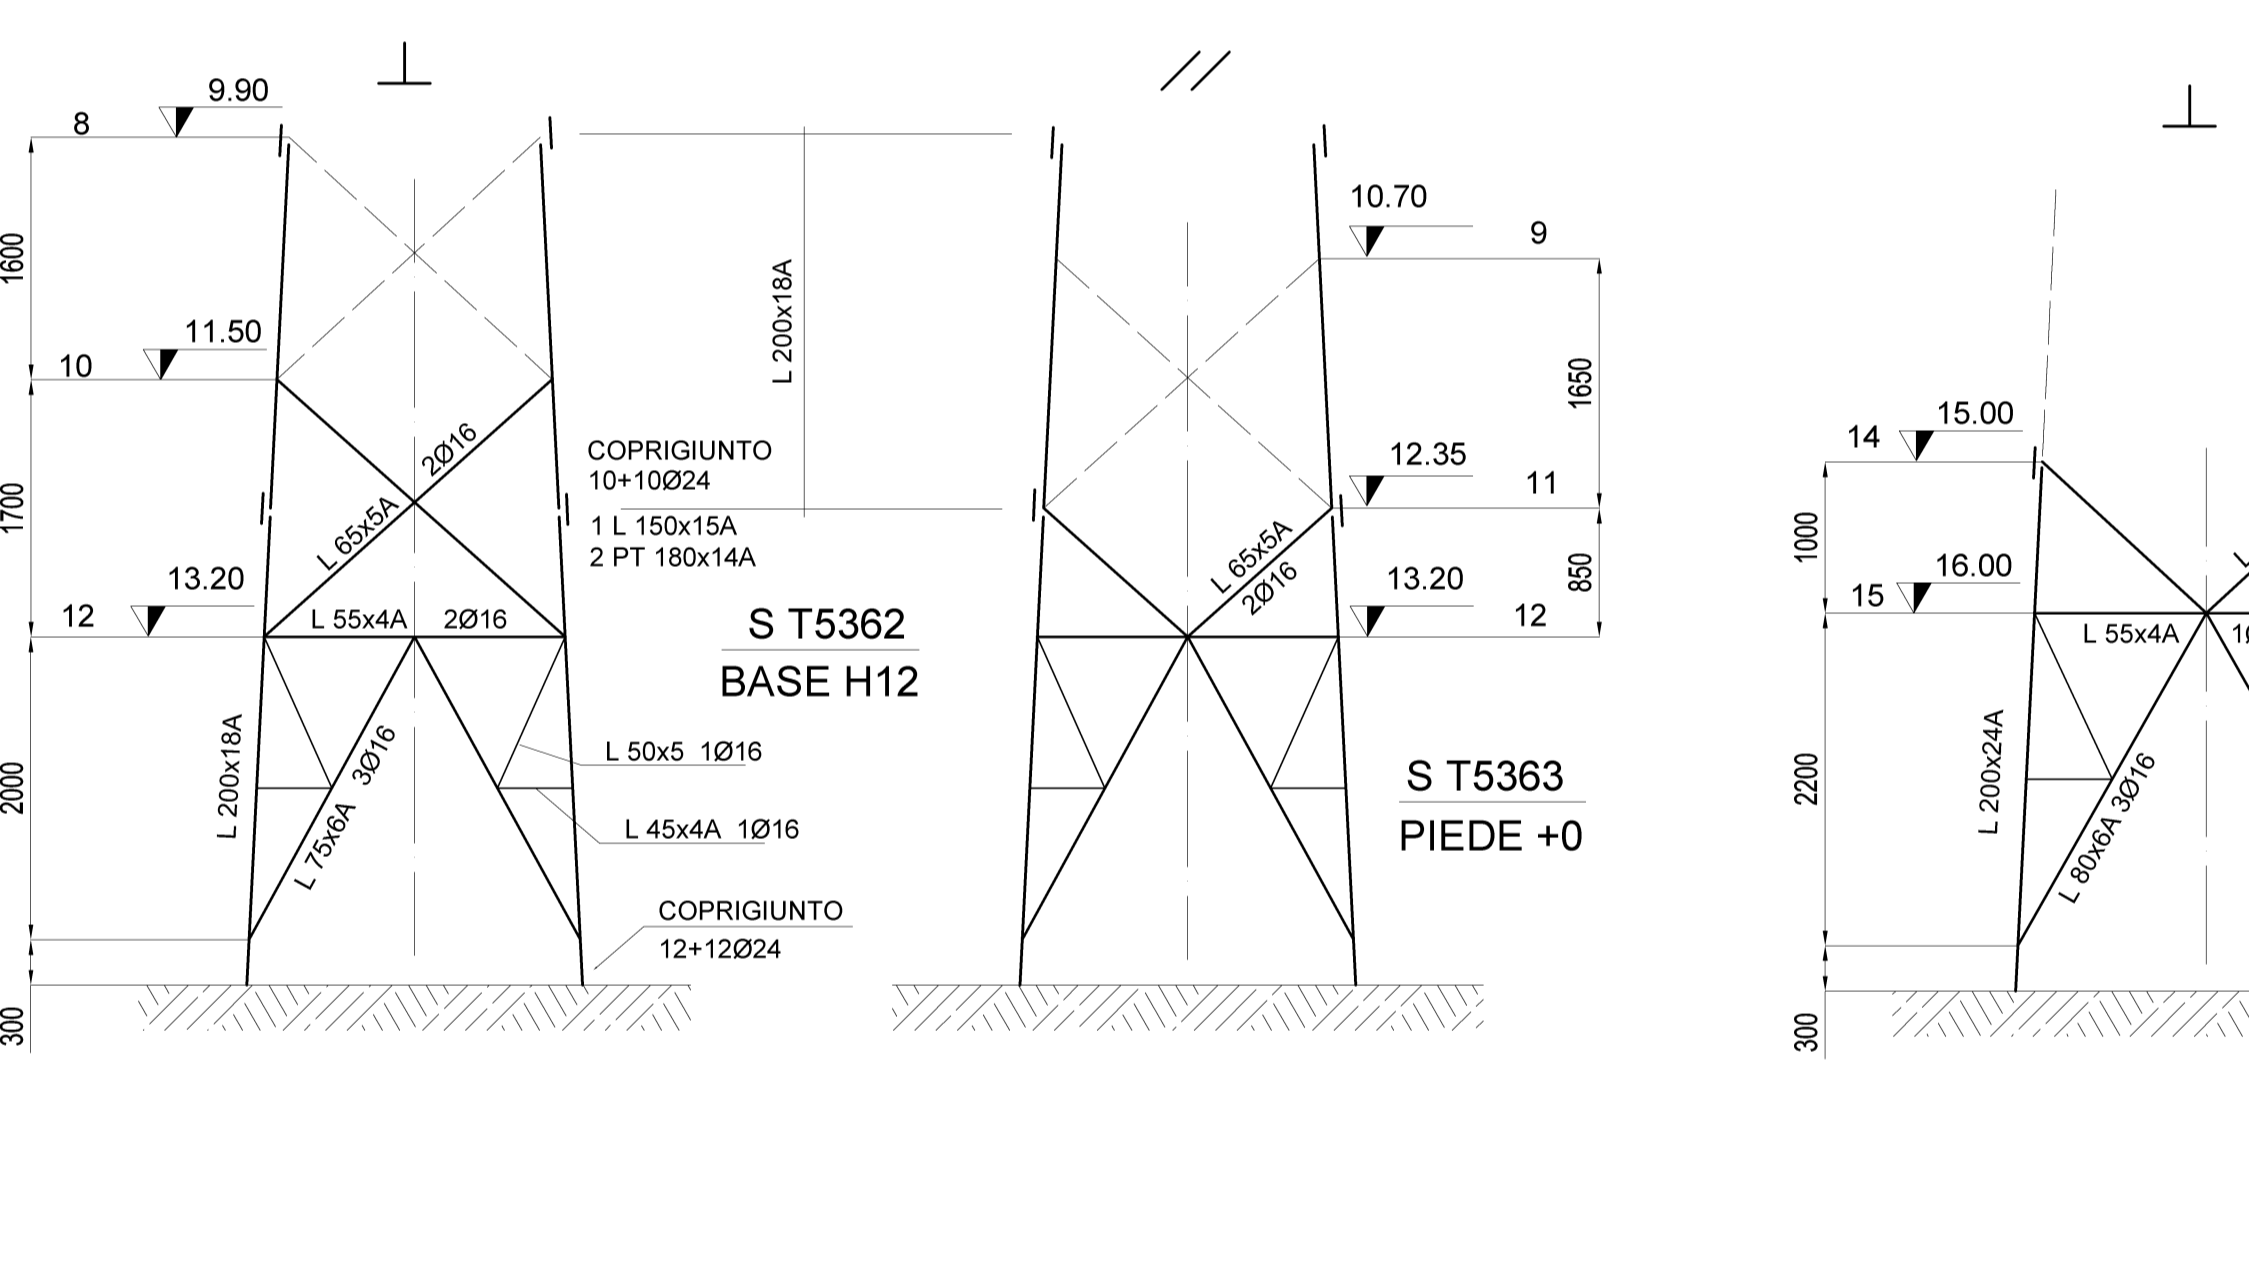 9.90
8
1600
11.50
10
2Ø16
L 65x5A
1700
13.20
12
L 55x4A 2Ø16
L 200x18A
L 75x6A 3Ø16
2000
300
L 200x18A
COPRIGIUNTO
10+10Ø24
1 L 150x15A
2 PT 180x14A
S T5362
BASE H12
L 50x5 1Ø16
L 45x4A 1Ø16
COPRIGIUNTO
12+12Ø24
10.70
9
1650
12.35
11
L 65x5A
2Ø16
850
13.20
12
S T5363
PIEDE +0
15.00
14
1000
16.00
15
L
L 55x4A 1Ø
L 200x24A
L 80x6A 3Ø16
2200
300